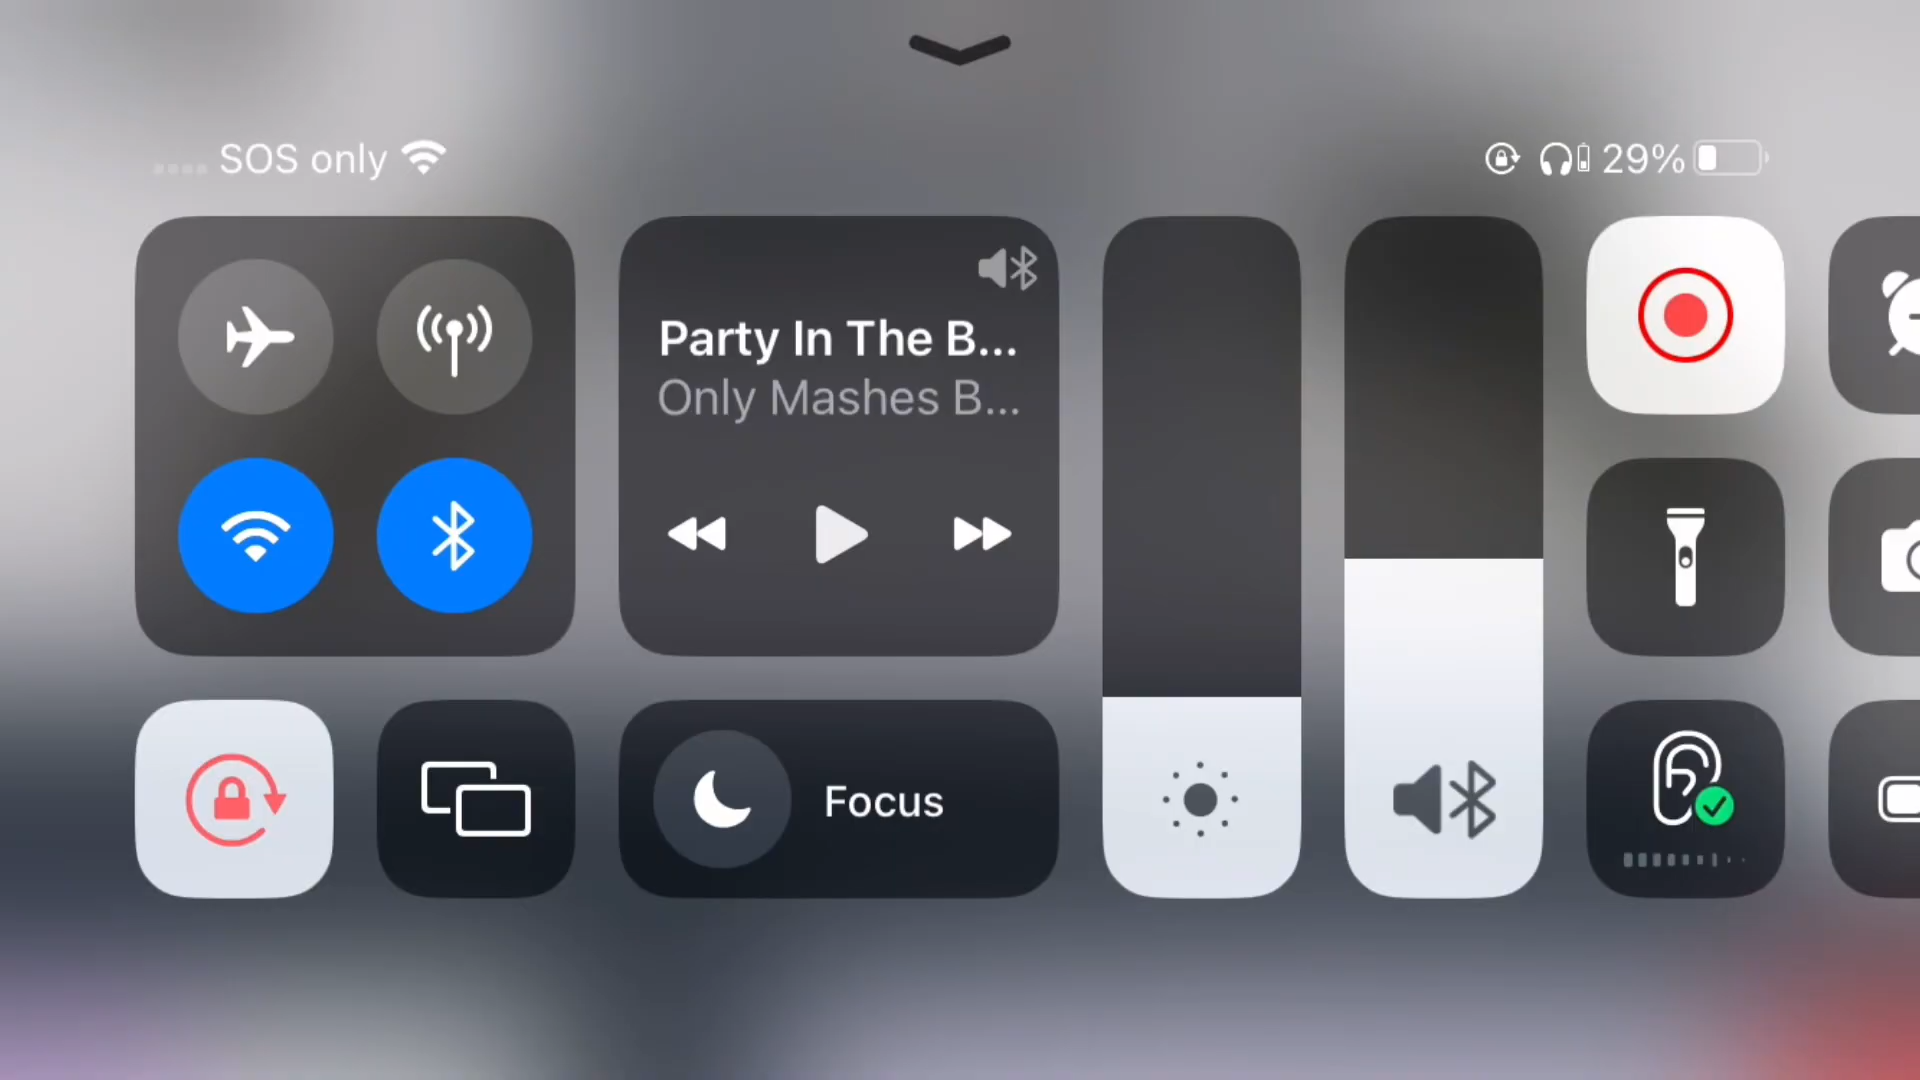 SOS only
29%
Party In The B...
Only Mashes B...
Focus